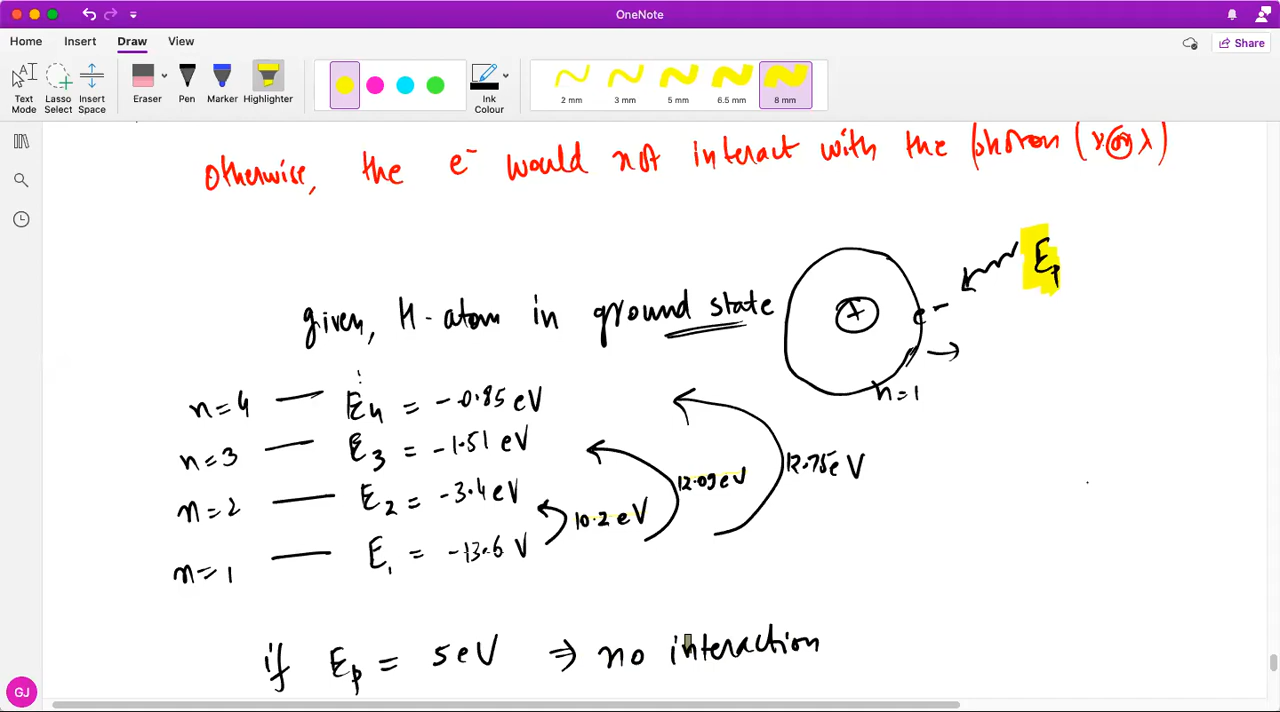 OneNote
Home Insert Draw View
Share
Text Mode
Lasso Select
Insert Space
Eraser
Pen
Marker
Highlighter
Ink Colour
2 mm
3 mm
5 mm
6.5 mm
8 mm
otherwise, the e⁻ would not interact with the photon (ν or λ)
Eₚ
given, H-atom in ground state
+
e⁻
n=1
n=4 — E₄ = -0.85 eV
n=3 — E₃ = -1.51 eV
12.09 eV
12.75 eV
n=2 — E₂ = -3.4 eV
10.2 eV
n=1 — E₁ = -13.6 V
if Eₚ = 5 eV ⇒ no interaction
GJ